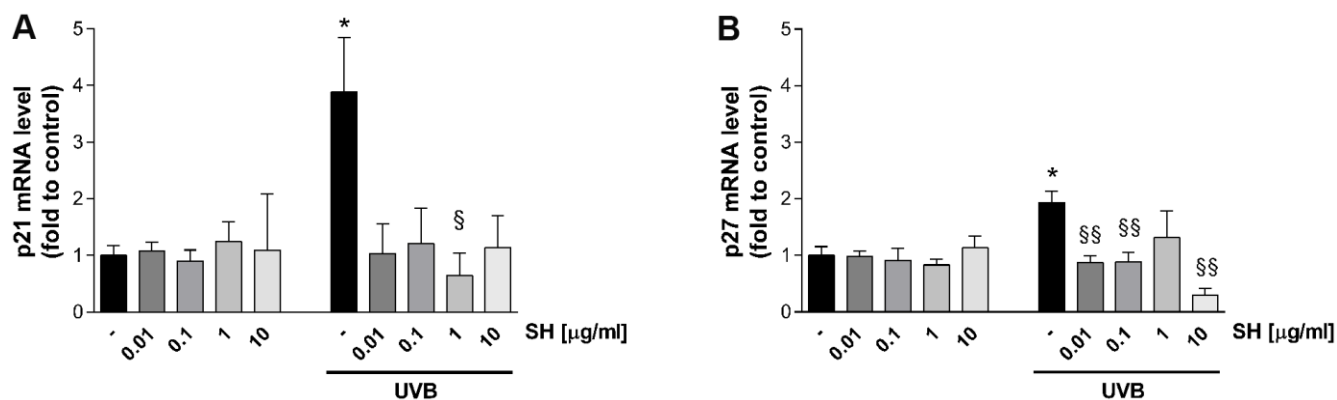 A
p21 mRNA level
(fold to control)
5
4
3
2
1
0
*
§
- 0.01 0.1 1 10 - 0.01 0.1 1 10 SH [μg/ml]
UVB
B
p27 mRNA level
(fold to control)
5
4
3
2
1
0
*
§§ §§
§§
- 0.01 0.1 1 10 - 0.01 0.1 1 10 SH [μg/ml]
UVB